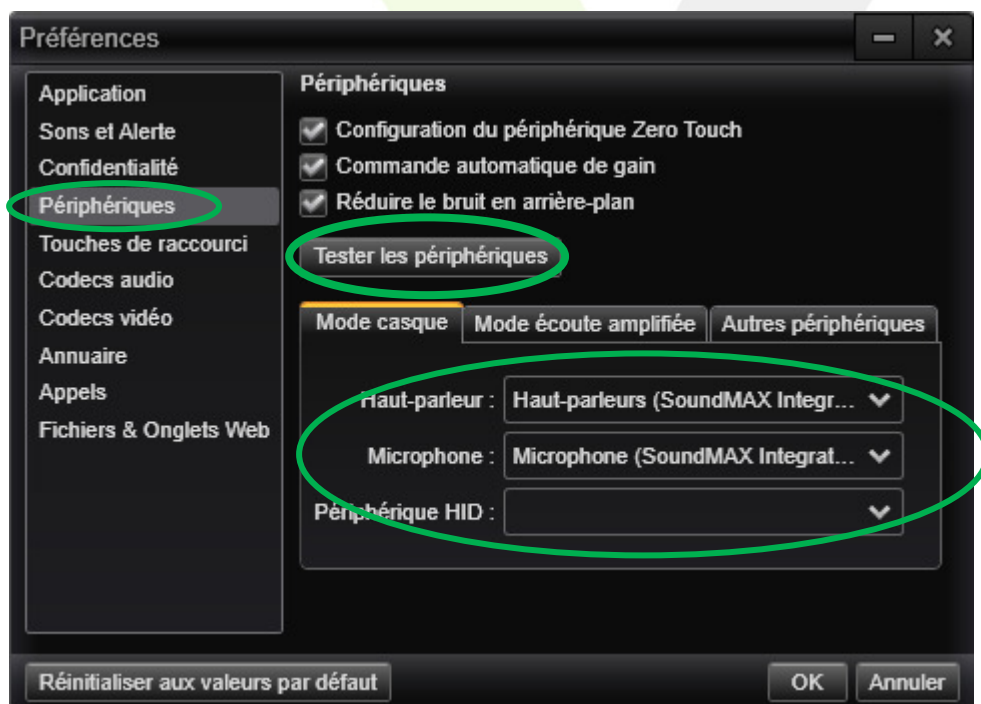 Préférences
Application
Sons et Alerte
Confidentialité
Périphériques
Touches de raccourci
Codecs audio
Codecs vidéo
Annuaire
Appels
Fichiers & Onglets Web
Périphériques
Configuration du périphérique Zero Touch
Commande automatique de gain
Réduire le bruit en arrière-plan
Tester les périphériques
Mode casque Mode écoute amplifiée Autres périphériques
Haut-parleur : Haut-parleurs (SoundMAX Integr...
Microphone : Microphone (SoundMAX Integrat...
Périphérique HID :
Réinitialiser aux valeurs par défaut OK Annuler